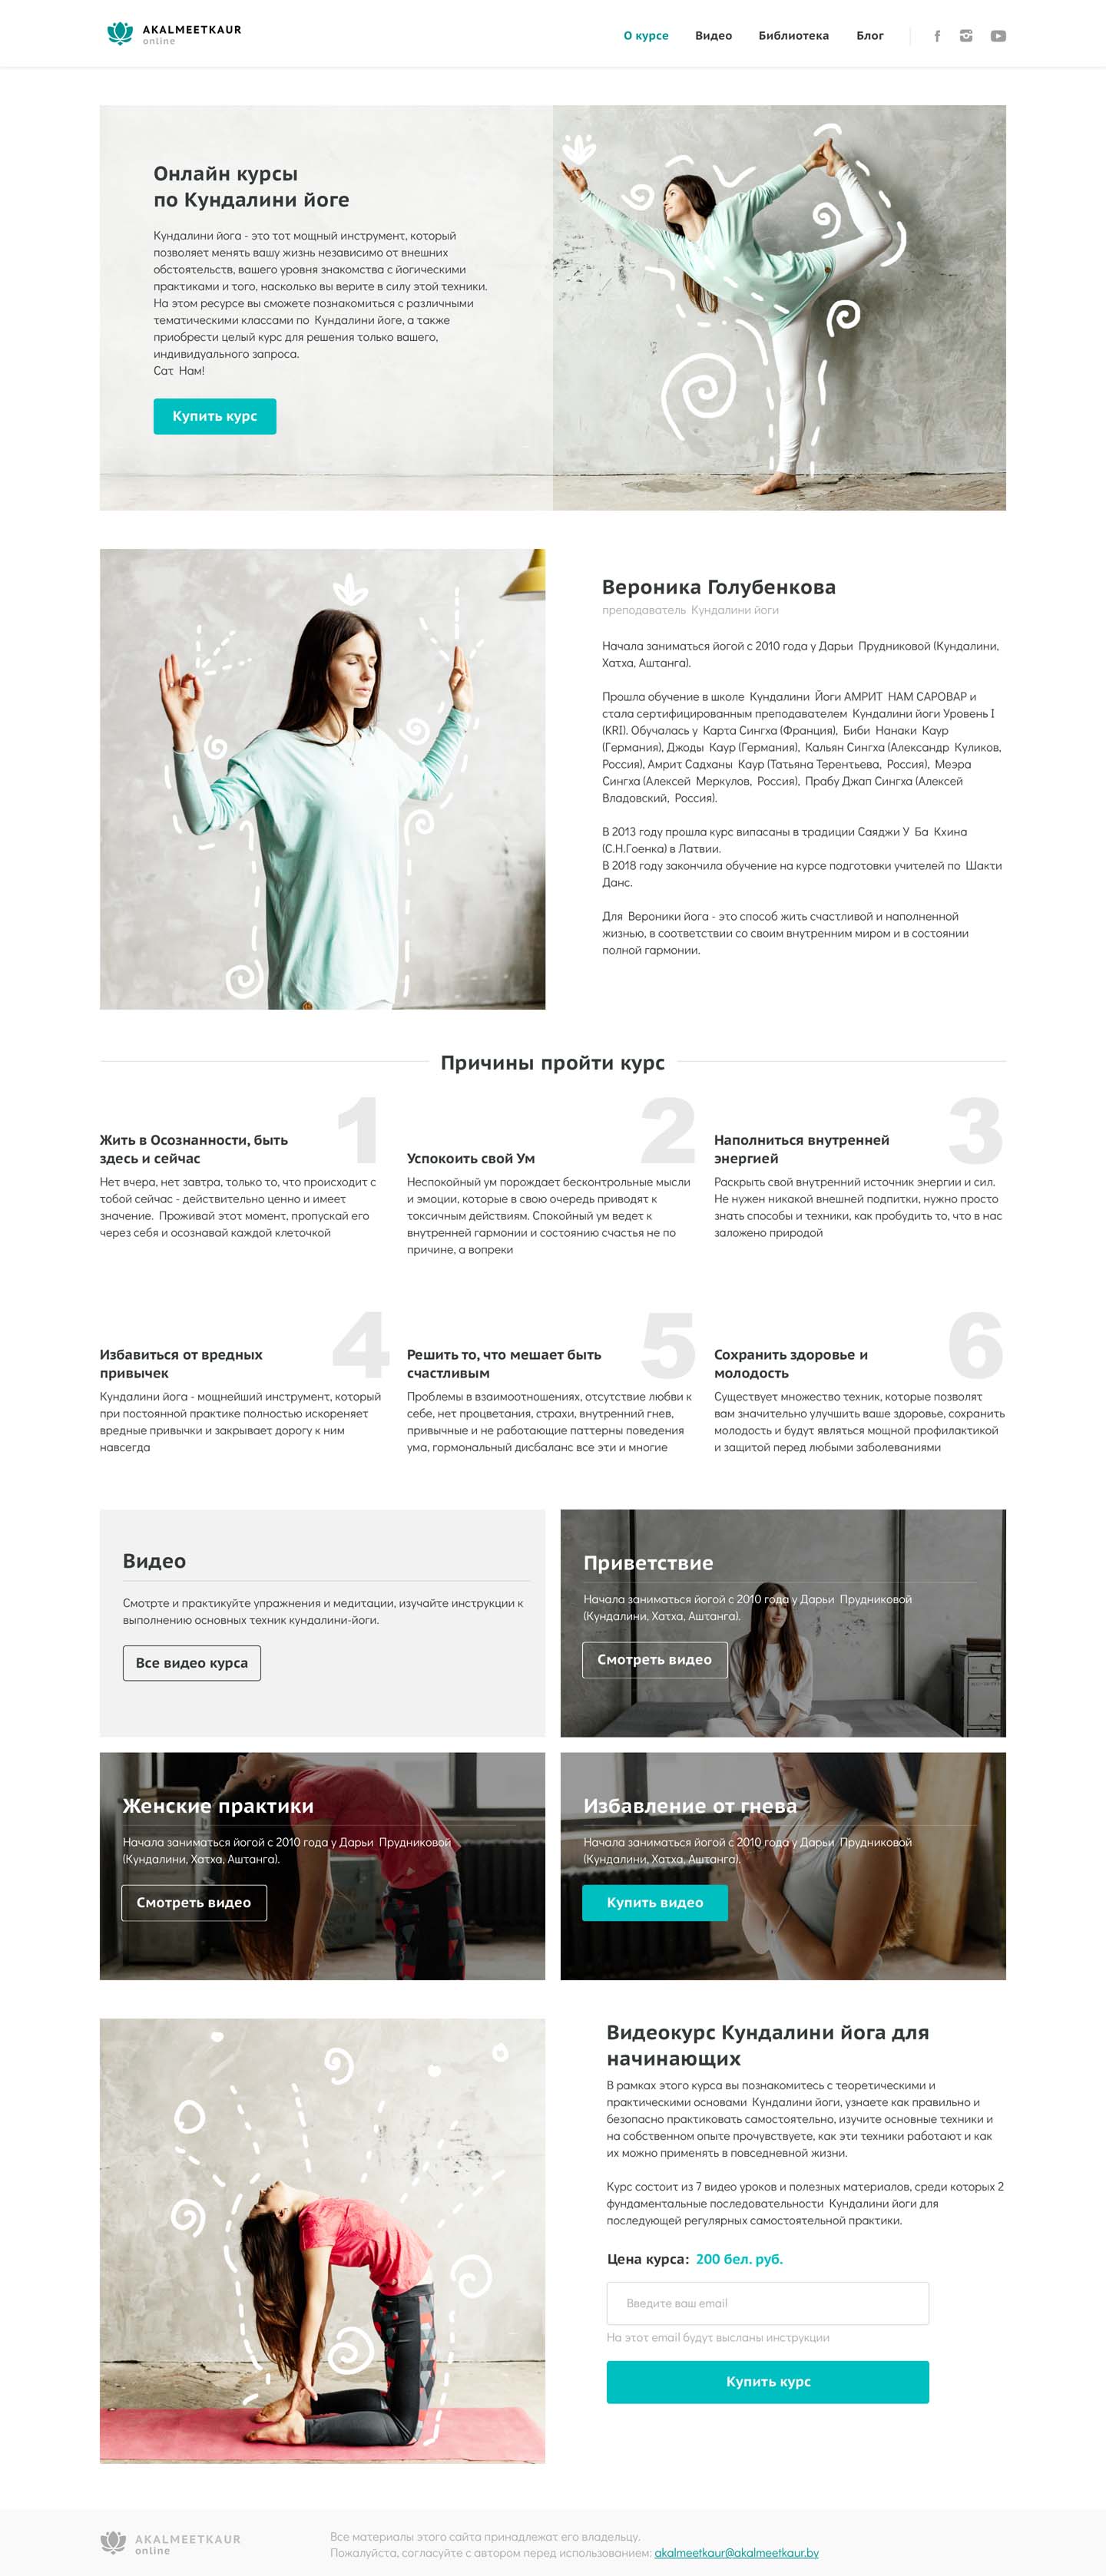 AKALMEETKAUR
online
О курсе Видео Библиотека Блог
Онлайн курсы
по Кундалини йоге
Кундалини йога - это тот мощный инструмент, который
позволяет менять вашу жизнь независимо от внешних
обстоятельств, вашего уровня знакомства с йогическими
практиками и того, насколько вы верите в силу этой техники.
На этом ресурсе вы сможете познакомиться с различными
тематическими классами по Кундалини йоге, а также
приобрести целый курс для решения только вашего,
индивидуального запроса.
Сат Нам!
Купить курс
Вероника Голубенкова
преподаватель Кундалини йоги
Начала заниматься йогой с 2010 года у Дарьи Прудниковой (Кундалини,
Хатха, Аштанга).
Прошла обучение в школе Кундалини Йоги АМРИТ НАМ САРОВАР и
стала сертифицированным преподавателем Кундалини йоги Уровень I
(KRI). Обучалась у Карта Сингха (Франция), Биби Нанаки Каур
(Германия), Джоды Каур (Германия), Кальян Сингха (Александр Куликов,
Россия), Амрит Садханы Каур (Татьяна Терентьева, Россия), Меэра
Сингха (Алексей Меркулов, Россия), Прабу Джап Сингха (Алексей
Владовский, Россия).
В 2013 году прошла курс випасаны в традиции Саяджи У Ба Кхина
(С.Н.Гоенка) в Латвии.
В 2018 году закончила обучение на курсе подготовки учителей по Шакти
Данс.
Для Вероники йога - это способ жить счастливой и наполненной
жизнью, в соответствии со своим внутренним миром и в состоянии
полной гармонии.
Причины пройти курс
1
Жить в Осознанности, быть
здесь и сейчас
Нет вчера, нет завтра, только то, что происходит с
тобой сейчас - действительно ценно и имеет
значение. Проживай этот момент, пропускай его
через себя и осознавай каждой клеточкой
2
Успокоить свой Ум
Неспокойный ум порождает бесконтрольные мысли
и эмоции, которые в свою очередь приводят к
токсичным действиям. Спокойный ум ведет к
внутренней гармонии и состоянию счастья не по
причине, а вопреки
3
Наполниться внутренней
энергией
Раскрыть свой внутренний источник энергии и сил.
Не нужен никакой внешней подпитки, нужно просто
знать способы и техники, как пробудить то, что в нас
заложено природой
4
Избавиться от вредных
привычек
Кундалини йога - мощнейший инструмент, который
при постоянной практике полностью искореняет
вредные привычки и закрывает дорогу к ним
навсегда
5
Решить то, что мешает быть
счастливым
Проблемы в взаимоотношениях, отсутствие любви к
себе, нет процветания, страхи, внутренний гнев,
привычные и не работающие паттерны поведения
ума, гормональный дисбаланс все эти и многие
6
Сохранить здоровье и
молодость
Существует множество техник, которые позволят
вам значительно улучшить ваше здоровье, сохранить
молодость и будут являться мощной профилактикой
и защитой перед любыми заболеваниями
Видео
Смотрте и практикуйте упражнения и медитации, изучайте инструкции к
выполнению основных техник кундалини-йоги.
Все видео курса
Приветствие
Начала заниматься йогой с 2010 года у Дарьи Прудниковой
(Кундалини, Хатха, Аштанга).
Смотреть видео
Женские практики
Начала заниматься йогой с 2010 года у Дарьи Прудниковой
(Кундалини, Хатха, Аштанга).
Смотреть видео
Избавление от гнева
Начала заниматься йогой с 2010 года у Дарьи Прудниковой
(Кундалини, Хатха, Аштанга).
Купить видео
Видеокурс Кундалини йога для
начинающих
В рамках этого курса вы познакомитесь с теоретическими и
практическими основами Кундалини йоги, узнаете как правильно и
безопасно практиковать самостоятельно, изучите основные техники и
на собственном опыте прочувствуете, как эти техники работают и как
их можно применять в повседневной жизни.
Курс состоит из 7 видео уроков и полезных материалов, среди которых 2
фундаментальные последовательности Кундалини йоги для
последующей регулярных самостоятельной практики.
Цена курса: 200 бел. руб.
Введите ваш email
На этот email будут высланы инструкции
Купить курс
AKALMEETKAUR
online
Все материалы этого сайта принадлежат его владельцу.
Пожалуйста, согласуйте с автором перед использованием: akalmeetkaur@akalmeetkaur.by